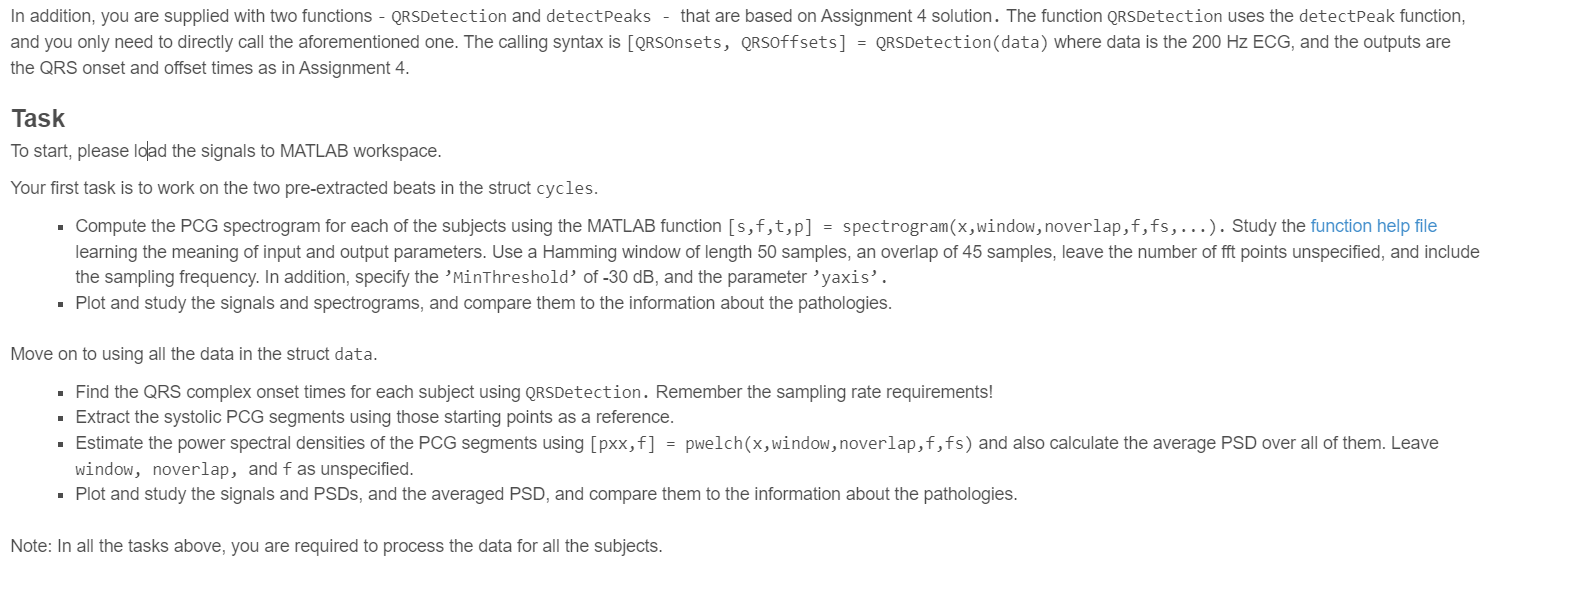 In addition, you are supplied with two functions - QRSDetection and detectPeaks - that are based on Assignment 4 solution. The function QRSDetection uses the detectPeak function,
and you only need to directly call the aforementioned one. The calling syntax is [QRSOnsets, QRSOffsets] = QRSDetection(data) where data is the 200 Hz ECG, and the outputs are
the QRS onset and offset times as in Assignment 4.
Task
To start, please load the signals to MATLAB workspace.
Your first task is to work on the two pre-extracted beats in the struct cycles.
▪ Compute the PCG spectrogram for each of the subjects using the MATLAB function [s,f,t,p] = spectrogram(x,window,noverlap,f,fs,...). Study the function help file
learning the meaning of input and output parameters. Use a Hamming window of length 50 samples, an overlap of 45 samples, leave the number of fft points unspecified, and include
the sampling frequency. In addition, specify the ’MinThreshold’ of -30 dB, and the parameter ’yaxis’.
▪ Plot and study the signals and spectrograms, and compare them to the information about the pathologies.
Move on to using all the data in the struct data.
▪ Find the QRS complex onset times for each subject using QRSDetection. Remember the sampling rate requirements!
▪ Extract the systolic PCG segments using those starting points as a reference.
▪ Estimate the power spectral densities of the PCG segments using [pxx,f] = pwelch(x,window,noverlap,f,fs) and also calculate the average PSD over all of them. Leave
window, noverlap, and f as unspecified.
▪ Plot and study the signals and PSDs, and the averaged PSD, and compare them to the information about the pathologies.
Note: In all the tasks above, you are required to process the data for all the subjects.